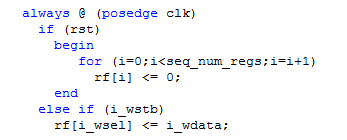 always @ (posedge clk)
if (rst)
begin
for (i=0;i<seq_num_regs;i=i+1)
rf[i] <= 0;
end
else if (i_wstb)
rf[i_wsel] <= i_wdata;